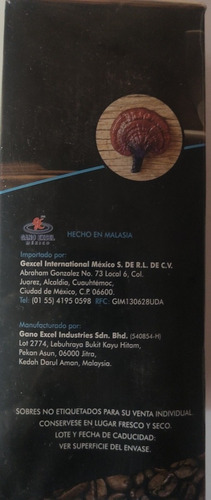 GANO EXCEL
MÉXICO
HECHO EN MALASIA
Importado por:
Gexcel International México S. DE R.L. DE C.V.
Abraham Gonzalez No. 73 Local 6, Col.
Juarez, Alcaldía, Cuauhtémoc,
Ciudad de México, C.P. 06600.
Tel: (01 55) 4195 0598 RFC: GIM130628UDA
Manufacturado por:
Gano Excel Industries Sdn. Bhd. (540854-H)
Lot 2774, Lebuhraya Bukit Kayu Hitam,
Pekan Asun, 06000 Jitra,
Kedah Darul Aman, Malaysia.
SOBRES NO ETIQUETADOS PARA SU VENTA INDIVIDUAL.
CONSERVESE EN LUGAR FRESCO Y SECO.
LOTE Y FECHA DE CADUCIDAD:
VER SUPERFICIE DEL ENVASE.